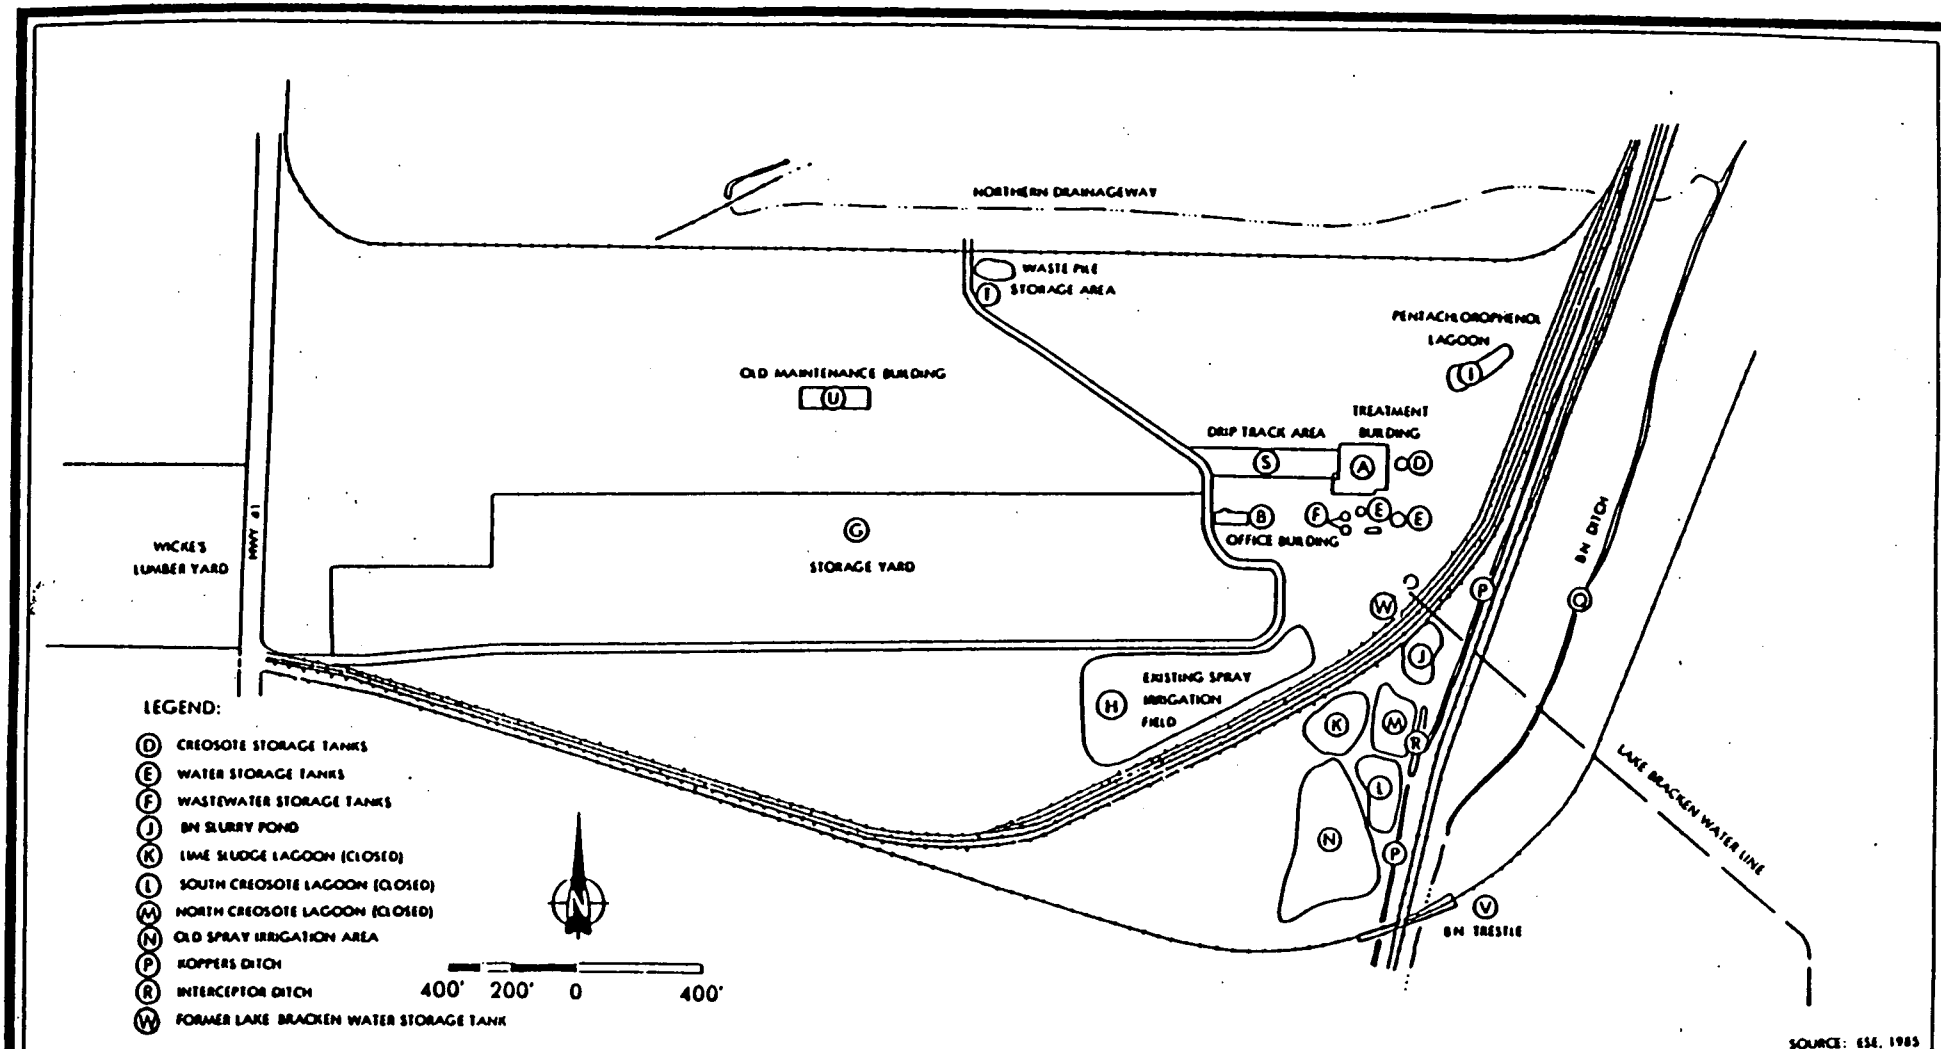 NORTHERN DRAINAGEWAY
WASTE PILE
STORAGE AREA
T
PENTACHLOROPHENOL
LAGOON
I
OLD MAINTENANCE BUILDING
U
TREATMENT
BUILDING
DRIP TRACK AREA
S
A
D
B
F
E
E
OFFICE BUILDING
HWY 41
WICKE'S
LUMBER YARD
G
STORAGE YARD
BN DITCH
Q
W
P
J
EXISTING SPRAY
IRRIGATION
FIELD
H
K
M
R
L
N
P
LAKE BRACKEN WATER LINE
V
BN TRESTLE
LEGEND:
D CREOSOTE STORAGE TANKS
E WATER STORAGE TANKS
F WASTEWATER STORAGE TANKS
J BN SLURRY POND
K LIME SLUDGE LAGOON (CLOSED)
L SOUTH CREOSOTE LAGOON (CLOSED)
M NORTH CREOSOTE LAGOON (CLOSED)
N OLD SPRAY IRRIGATION AREA
P KOPPERS DITCH
R INTERCEPTOR DITCH
W FORMER LAKE BRACKEN WATER STORAGE TANK
N
400' 200' 0 400'
SOURCE: ESE, 1985